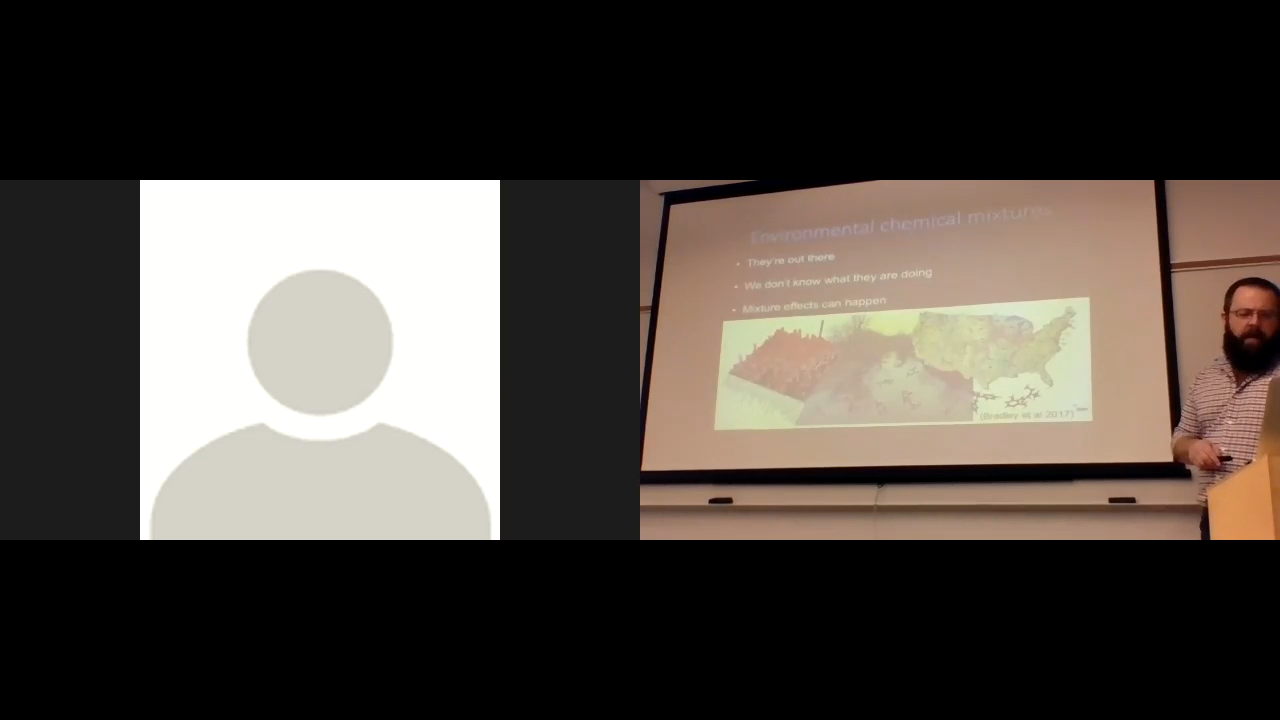 Environmental chemical mixtures
• They're out there
• We don't know what they are doing
• Mixture effects can happen
(Bradley et al 2017)